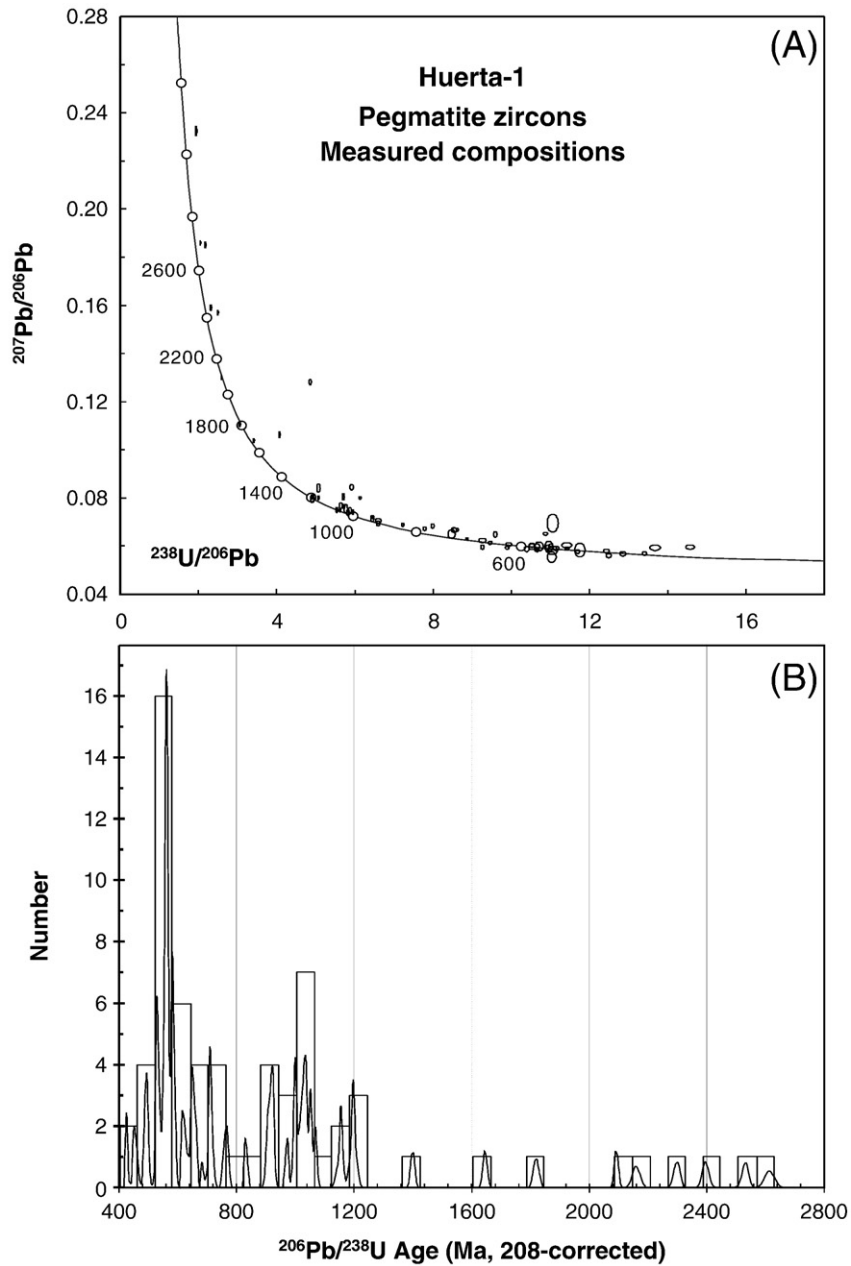 (A)
Huerta-1
Pegmatite zircons
Measured compositions
0.28
0.24
0.20
0.16
0.12
0.08
0.04
²⁰⁷Pb/²⁰⁶Pb
2600
2200
1800
1400
1000
600
²³⁸U/²⁰⁶Pb
0 4 8 12 16
(B)
16
14
12
10
8
6
4
2
0
Number
400 800 1200 1600 2000 2400 2800
²⁰⁶Pb/²³⁸U Age (Ma, 208-corrected)